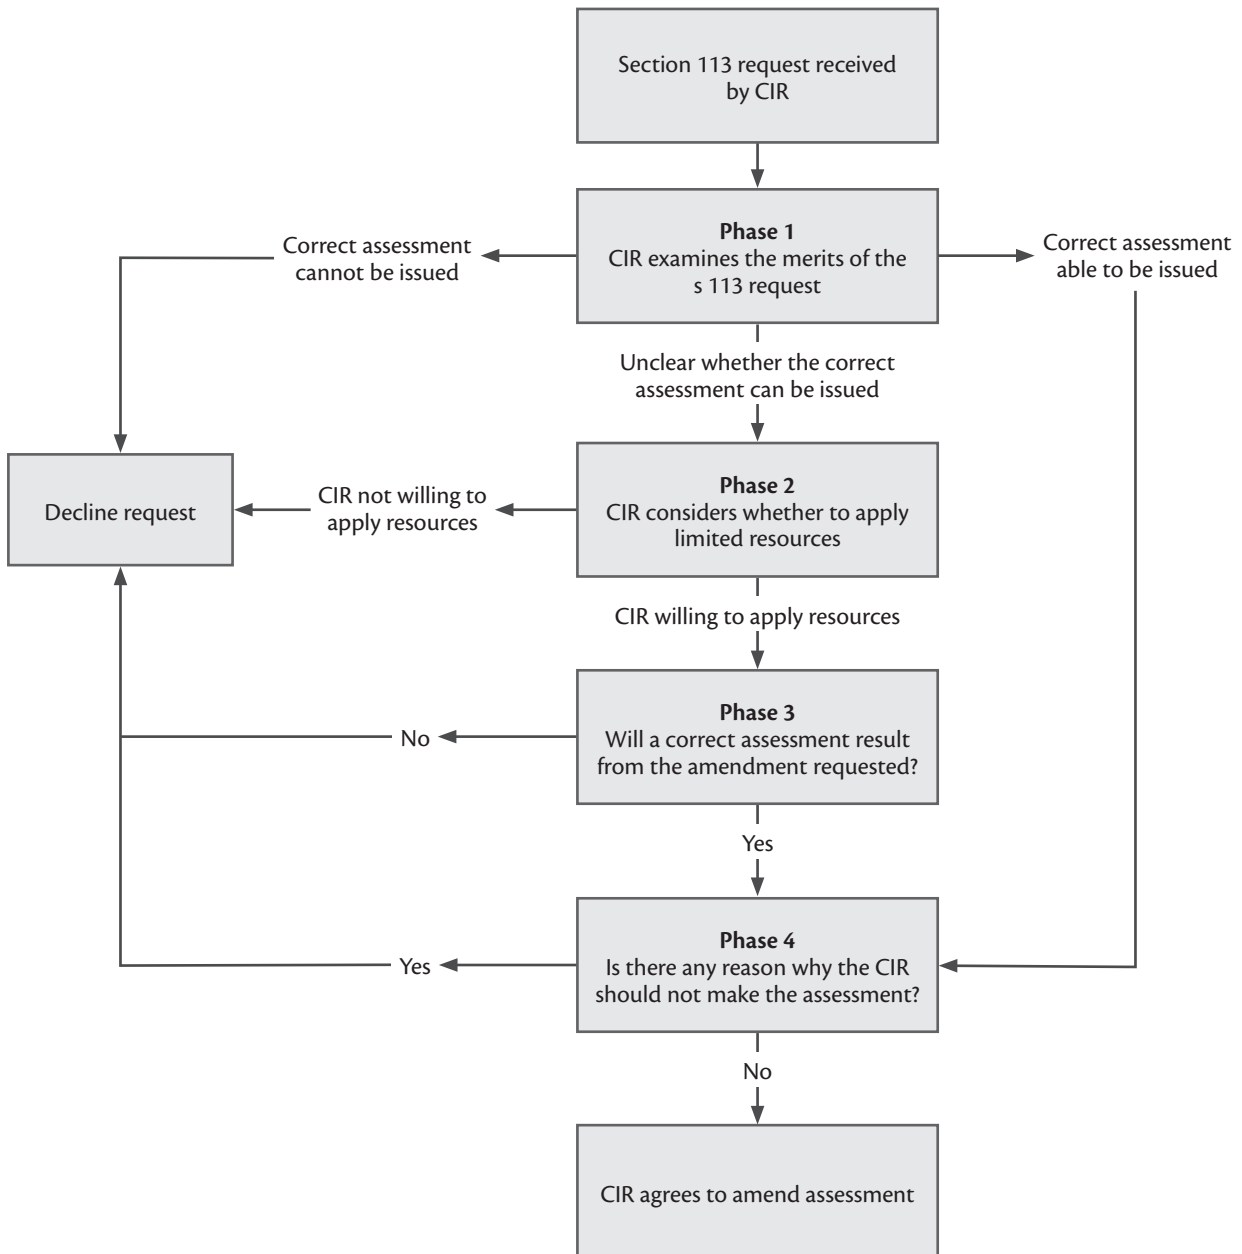 Section 113 request received
by CIR
Phase 1
CIR examines the merits of the
s 113 request
Correct assessment
cannot be issued
Correct assessment
able to be issued
Unclear whether the correct
assessment can be issued
Phase 2
CIR considers whether to apply
limited resources
CIR not willing to
apply resources
Decline request
CIR willing to apply resources
Phase 3
Will a correct assessment result
from the amendment requested?
No
Yes
Phase 4
Is there any reason why the CIR
should not make the assessment?
Yes
No
CIR agrees to amend assessment